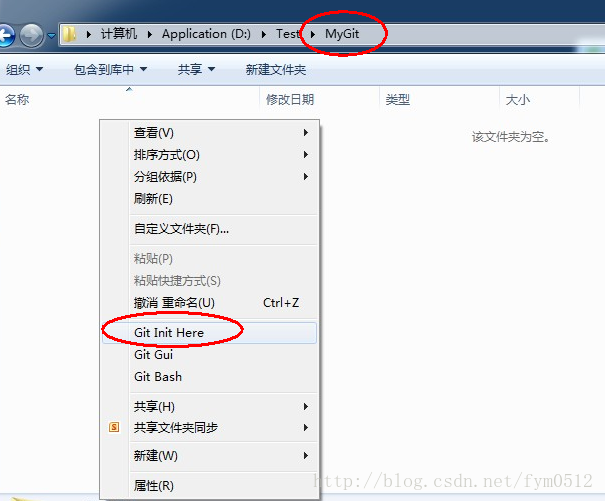 计算机 Application (D:) Test MyGit
组织 包含到库中 共享 新建文件夹
名称 修改日期 类型 大小
该文件夹为空。
查看(V)
排序方式(O)
分组依据(P)
刷新(E)
自定义文件夹(F)...
粘贴(P)
粘贴快捷方式(S)
撤消 重命名(U) Ctrl+Z
Git Init Here
Git Gui
Git Bash
共享(H)
S 共享文件夹同步
新建(W)
属性(R)
http://blog.csdn.net/fym0512